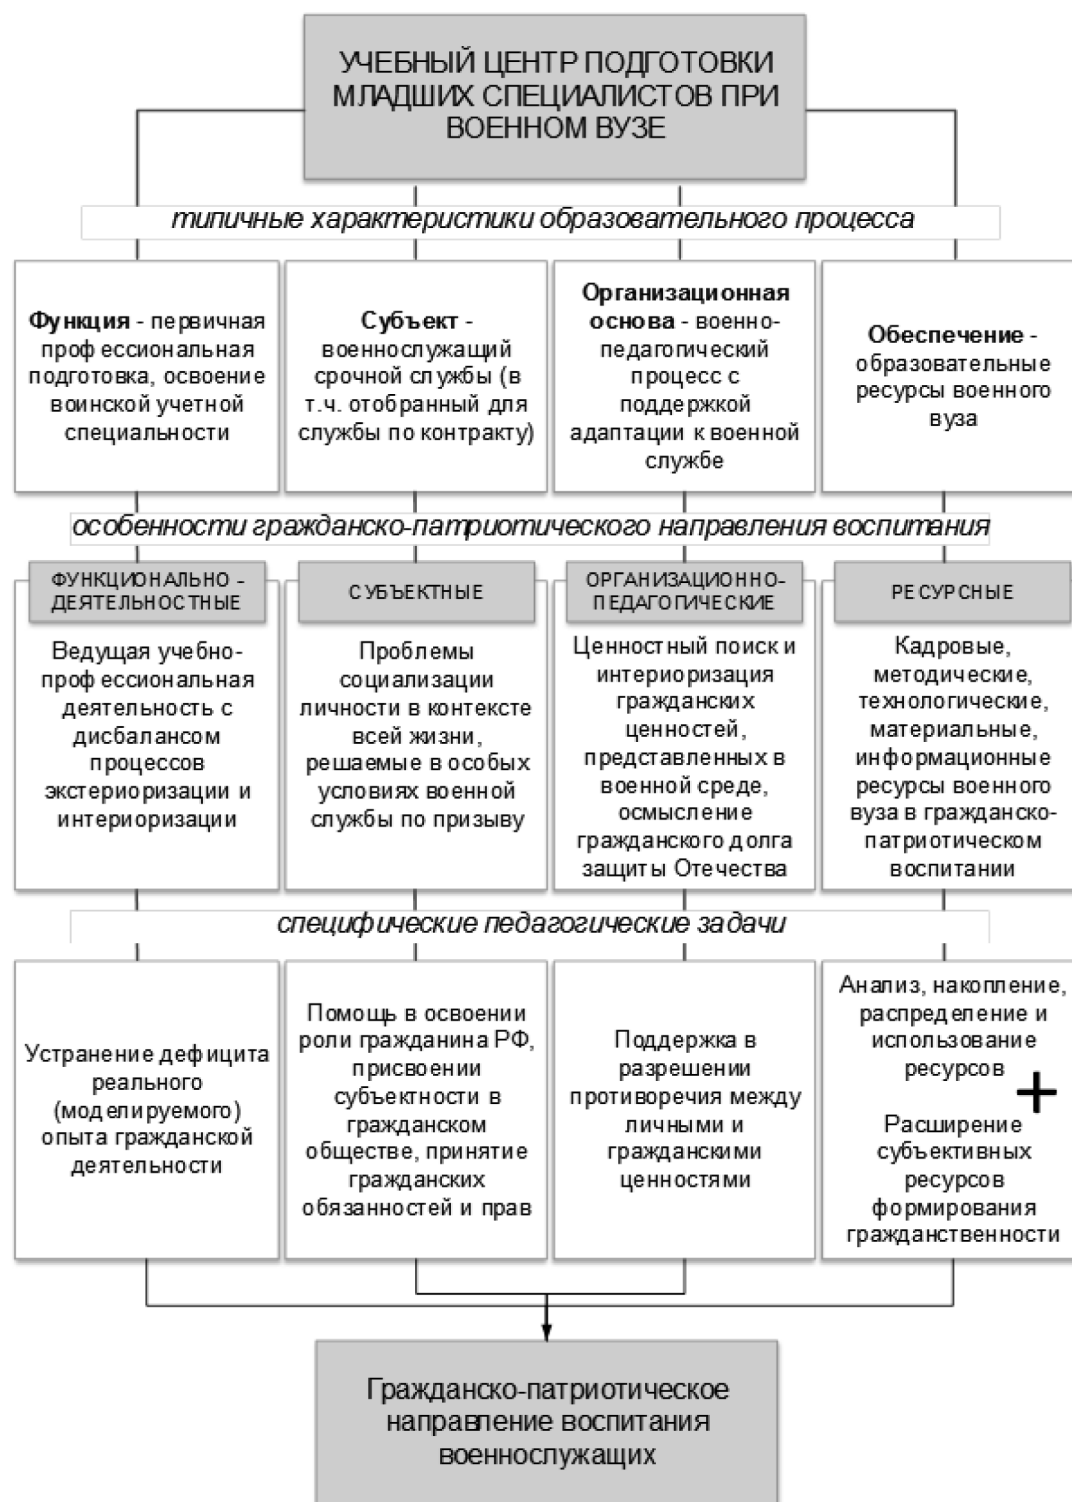 УЧЕБНЫЙ ЦЕНТР ПОДГОТОВКИ
МЛАДШИХ СПЕЦИАЛИСТОВ ПРИ
ВОЕННОМ ВУЗЕ
типичные характеристики образовательного процесса
Функция - первичная
профессиональная
подготовка, освоение
воинской учетной
специальности
Субъект -
военнослужащий
срочной службы (в
т.ч. отобранный для
службы по контракту)
Организационная
основа - военно-
педагогический
процесс с
поддержкой
адаптации к военной
службе
Обеспечение -
образовательные
ресурсы военного
вуза
особенности гражданско-патриотического направления воспитания
ФУНКЦИОНАЛЬНО -
ДЕЯТЕЛЬНОСТНЫЕ
Ведущая учебно-
профессиональная
деятельность с
дисбалансом
процессов
экстериоризации и
интериоризации
СУБЪЕКТНЫЕ
Проблемы
социализации
личности в контексте
всей жизни,
решаемые в особых
условиях военной
службы по призыву
ОРГАНИЗАЦИОННО-
ПЕДАГОГИЧЕСКИЕ
Ценностный поиск и
интериоризация
гражданских
ценностей,
представленных в
военной среде,
осмысление
гражданского долга
защиты Отечества
РЕСУРСНЫЕ
Кадровые,
методические,
технологические,
материальные,
информационные
ресурсы военного
вуза в гражданско-
патриотическом
воспитании
специфические педагогические задачи
Устранение дефицита
реального
(моделируемого)
опыта гражданской
деятельности
Помощь в освоении
роли гражданина РФ,
присвоении
субъектности в
гражданском
обществе, принятие
гражданских
обязанностей и прав
Поддержка в
разрешении
противоречия между
личными и
гражданскими
ценностями
Анализ, накопление,
распределение и
использование
ресурсов
+
Расширение
субъективных
ресурсов
формирования
гражданственности
Гражданско-патриотическое
направление воспитания
военнослужащих